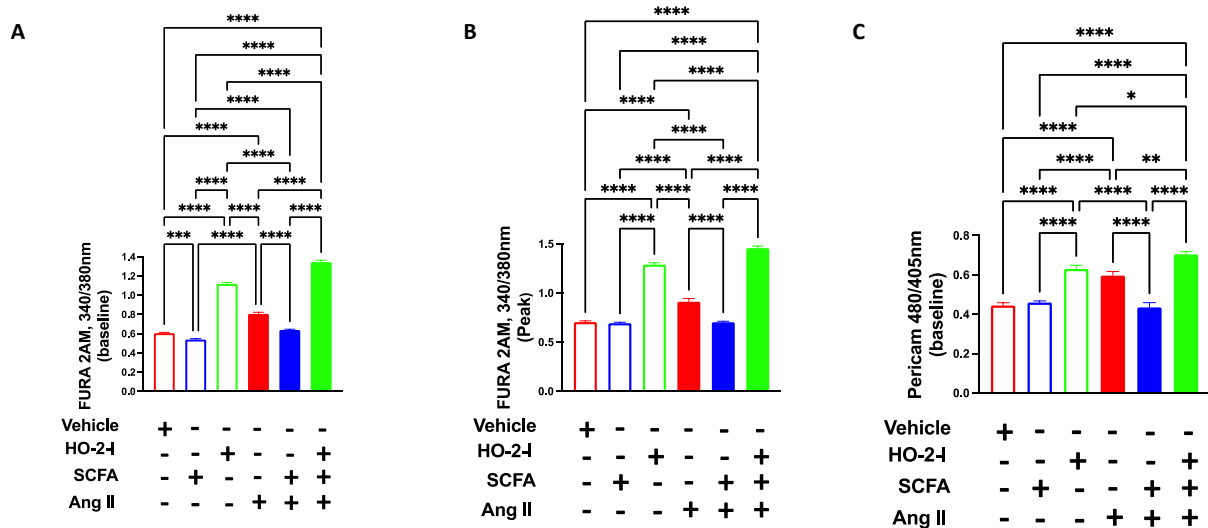 A
****
****
****
****
****
****
**** ****
**** **** ****
*** **** ****
FURA 2AM, 340/380nm
(baseline)
1.4
1.2
1.0
0.8
0.6
0.4
0.2
0.0
Vehicle + - - - - -
HO-2-I - - + - - +
SCFA - + - - + +
Ang II - - - + + +
B
****
****
****
****
****
**** ****
**** **** ****
**** ****
FURA 2AM, 340/380nm
(Peak)
1.5
1.0
0.5
0.0
Vehicle + - - - - -
HO-2-I - - + - - +
SCFA - + - - + +
Ang II - - - + + +
C
****
****
*
****
**** **
**** **** ****
**** ****
Pericam 480/405nm
(baseline)
0.8
0.6
0.4
0.2
0.0
Vehicle + - - - - -
HO-2-I - - + - - +
SCFA - + - - + +
Ang II - - - + + +